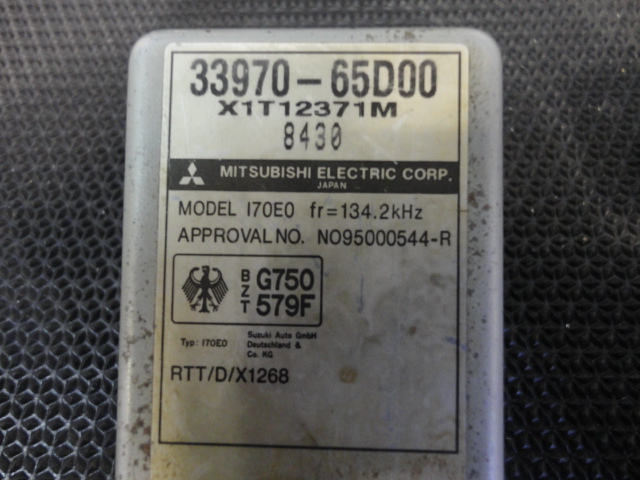 33970-65D00
X1T12371M
8430
MITSUBISHI ELECTRIC CORP.
JAPAN
MODEL I70E0 fr=134.2kHz
APPROVAL NO. NO95000544-R
BZT G750 579F
Typ: I70E0 Suzuki Auto GmbH
Deutschland &
Co. KG
RTT/D/X1268